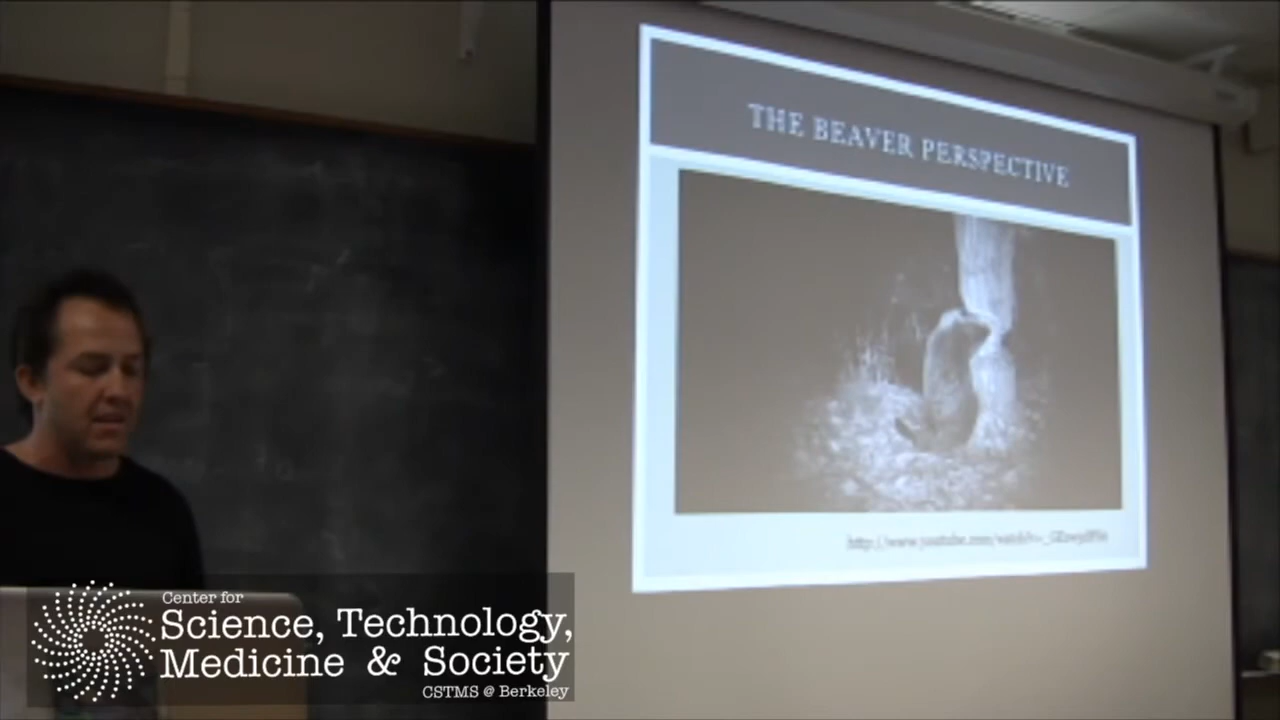 THE BEAVER PERSPECTIVE
Center for
Science, Technology,
Medicine & Society
CSTMS @ Berkeley